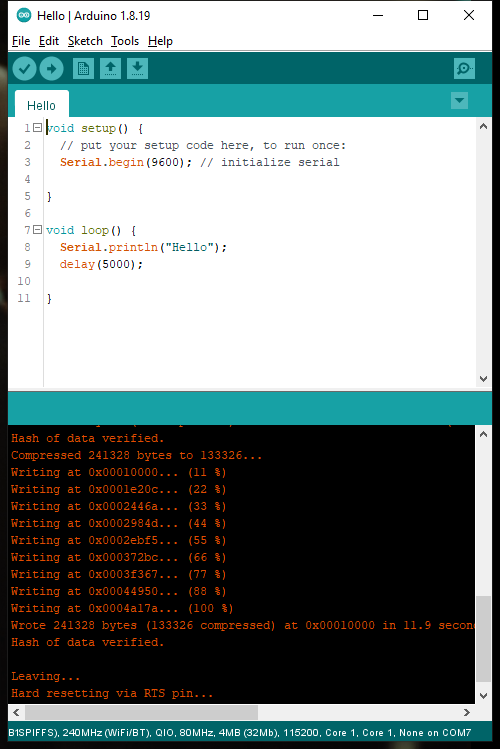 Hello | Arduino 1.8.19
File Edit Sketch Tools Help
Hello
1 void setup() {
2   // put your setup code here, to run once:
3   Serial.begin(9600); // initialize serial
4
5 }
6
7 void loop() {
8   Serial.println("Hello");
9   delay(5000);
10
11 }
Hash of data verified.
Compressed 241328 bytes to 133326...
Writing at 0x00010000... (11 %)
Writing at 0x0001e20c... (22 %)
Writing at 0x0002446a... (33 %)
Writing at 0x0002984d... (44 %)
Writing at 0x0002ebf5... (55 %)
Writing at 0x000372bc... (66 %)
Writing at 0x0003f367... (77 %)
Writing at 0x00044950... (88 %)
Writing at 0x0004a17a... (100 %)
Wrote 241328 bytes (133326 compressed) at 0x00010000 in 11.9 secon
Hash of data verified.
Leaving...
Hard resetting via RTS pin...
B1SPIFFS), 240MHz (WiFi/BT), QIO, 80MHz, 4MB (32Mb), 115200, Core 1, Core 1, None on COM7